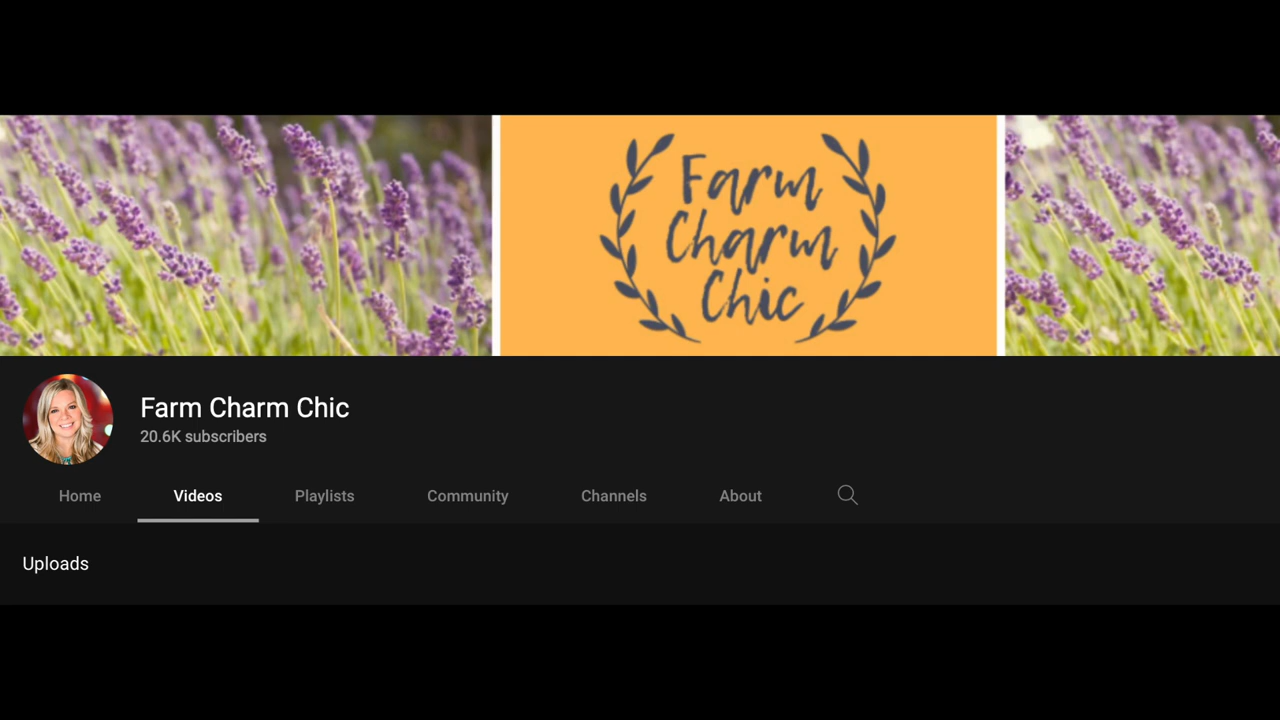 Farm
Charm
Chic
Farm Charm Chic
20.6K subscribers
Home Videos Playlists Community Channels About
Uploads